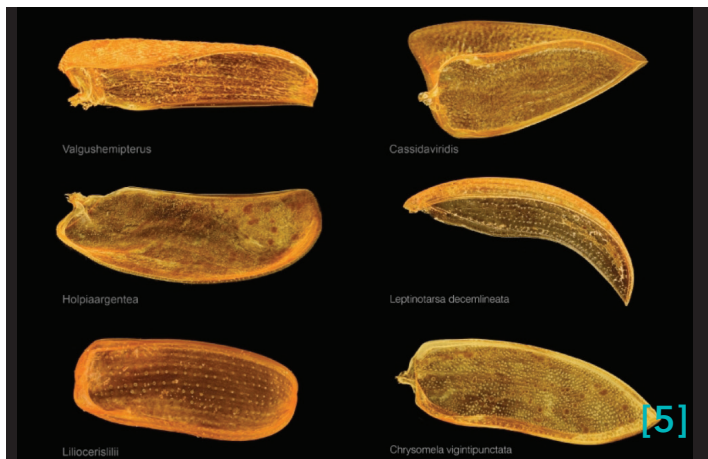 Valgushemipterus
Cassidaviridis
Holpiaargentea
Leptinotarsa decemlineata
Liliocerislilii
Chrysomela vigintipunctata
[5]